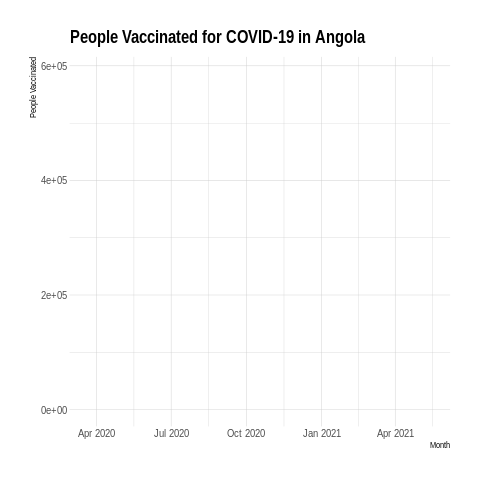 People Vaccinated for COVID-19 in Angola
People Vaccinated
6e+05
4e+05
2e+05
0e+00
Apr 2020 Jul 2020 Oct 2020 Jan 2021 Apr 2021
Month